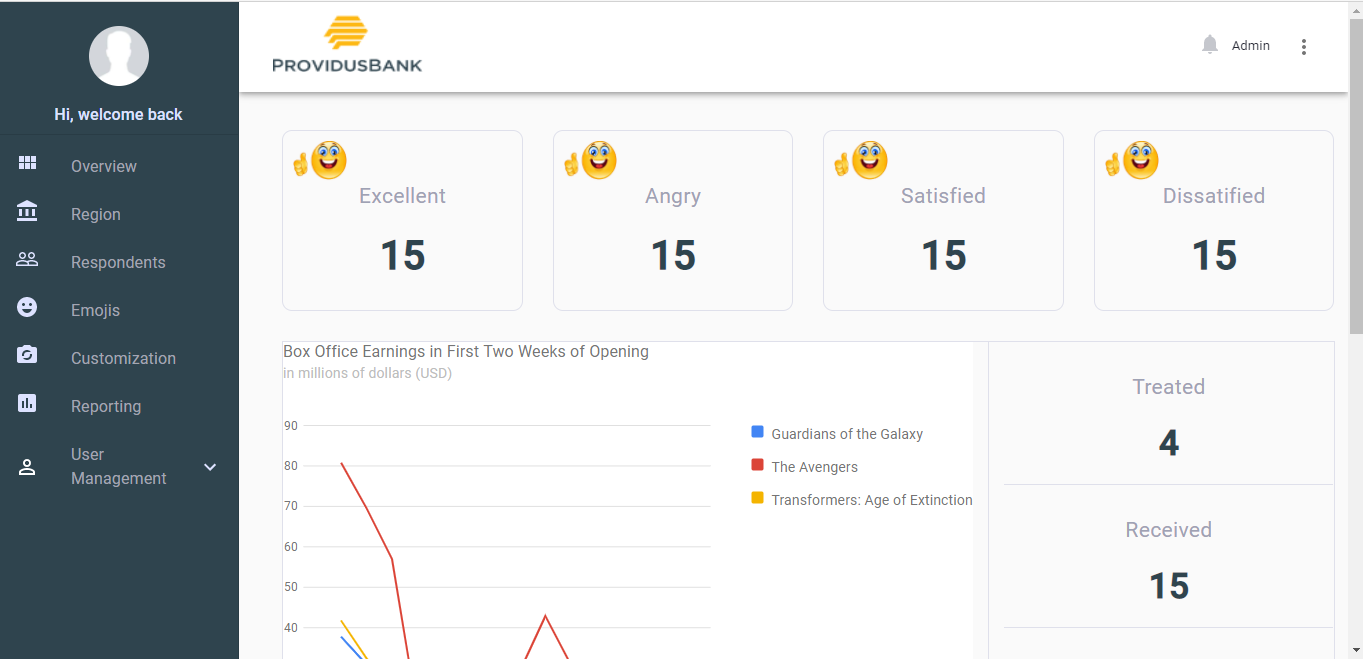 PROVIDUSBANK
Admin
Hi, welcome back
Overview
Region
Respondents
Emojis
Customization
Reporting
User
Management
Excellent
15
Angry
15
Satisfied
15
Dissatified
15
Box Office Earnings in First Two Weeks of Opening
in millions of dollars (USD)
90
80
70
60
50
40
Guardians of the Galaxy
The Avengers
Transformers: Age of Extinction
Treated
4
Received
15